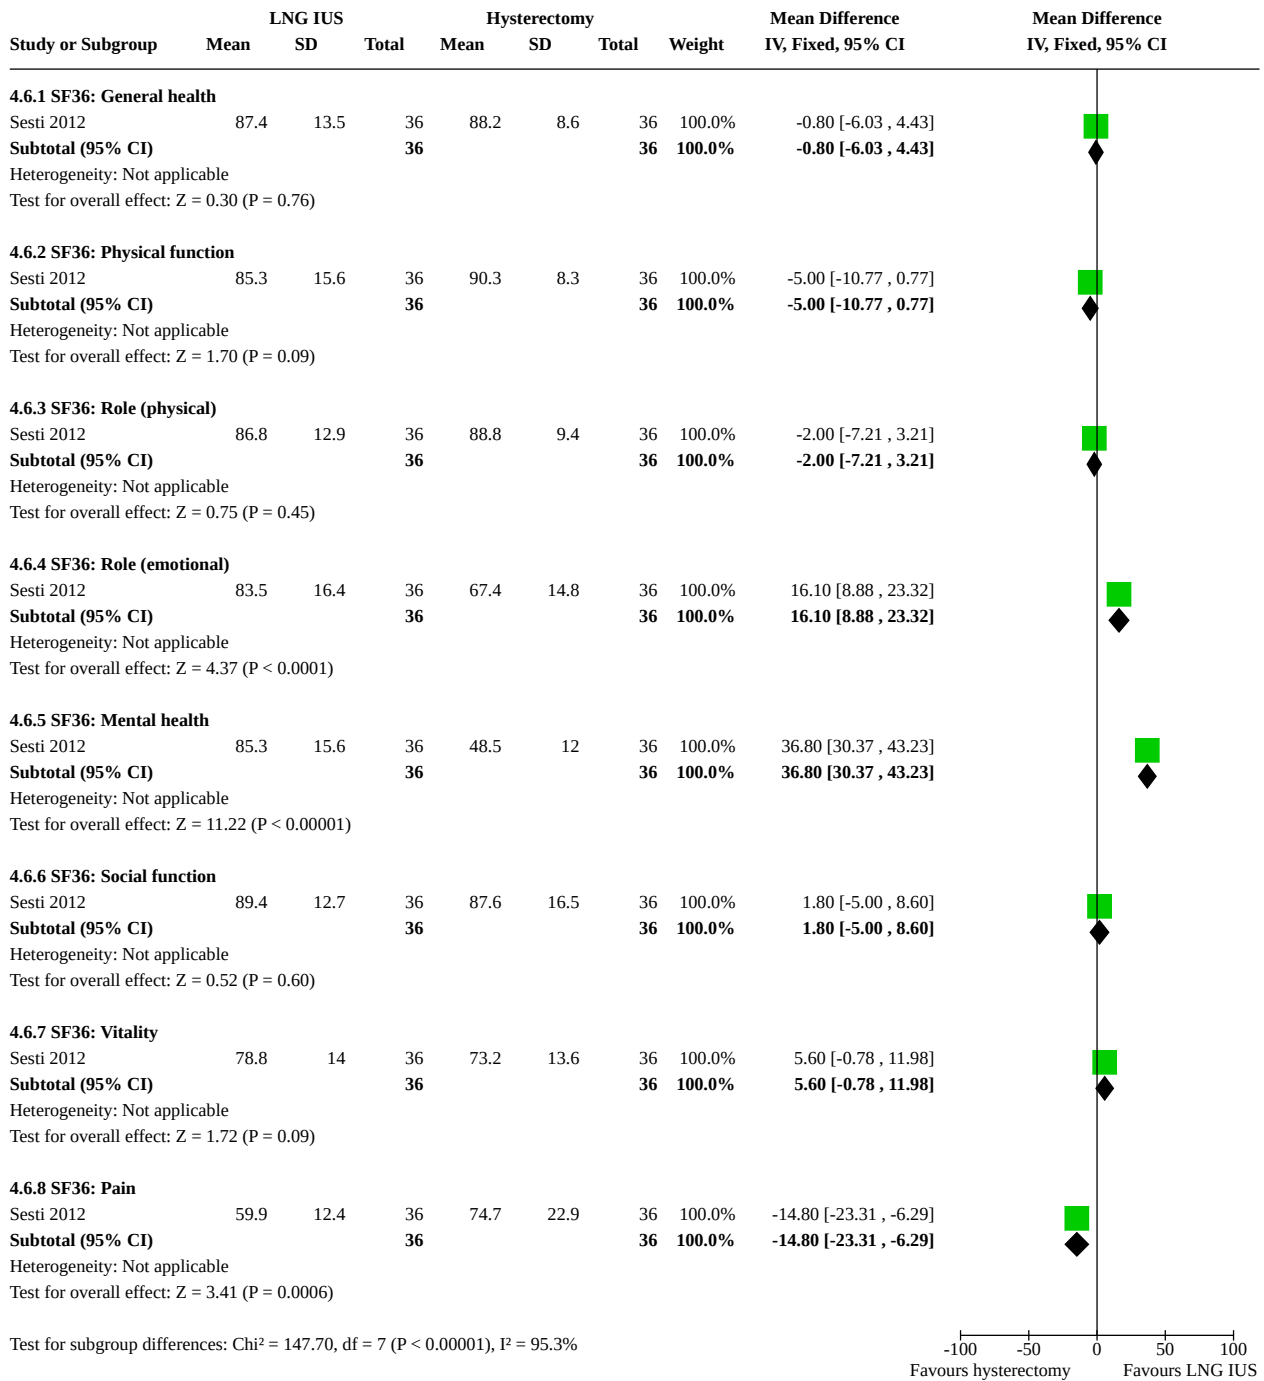 LNG IUS Hysterectomy Mean Difference Mean Difference
Study or Subgroup Mean SD Total Mean SD Total Weight IV, Fixed, 95% CI IV, Fixed, 95% CI
4.6.1 SF36: General health
Sesti 2012 87.4 13.5 36 88.2 8.6 36 100.0% -0.80 [-6.03 , 4.43]
Subtotal (95% CI) 36 36 100.0% -0.80 [-6.03 , 4.43]
Heterogeneity: Not applicable
Test for overall effect: Z = 0.30 (P = 0.76)
4.6.2 SF36: Physical function
Sesti 2012 85.3 15.6 36 90.3 8.3 36 100.0% -5.00 [-10.77 , 0.77]
Subtotal (95% CI) 36 36 100.0% -5.00 [-10.77 , 0.77]
Heterogeneity: Not applicable
Test for overall effect: Z = 1.70 (P = 0.09)
4.6.3 SF36: Role (physical)
Sesti 2012 86.8 12.9 36 88.8 9.4 36 100.0% -2.00 [-7.21 , 3.21]
Subtotal (95% CI) 36 36 100.0% -2.00 [-7.21 , 3.21]
Heterogeneity: Not applicable
Test for overall effect: Z = 0.75 (P = 0.45)
4.6.4 SF36: Role (emotional)
Sesti 2012 83.5 16.4 36 67.4 14.8 36 100.0% 16.10 [8.88 , 23.32]
Subtotal (95% CI) 36 36 100.0% 16.10 [8.88 , 23.32]
Heterogeneity: Not applicable
Test for overall effect: Z = 4.37 (P < 0.0001)
4.6.5 SF36: Mental health
Sesti 2012 85.3 15.6 36 48.5 12 36 100.0% 36.80 [30.37 , 43.23]
Subtotal (95% CI) 36 36 100.0% 36.80 [30.37 , 43.23]
Heterogeneity: Not applicable
Test for overall effect: Z = 11.22 (P < 0.00001)
4.6.6 SF36: Social function
Sesti 2012 89.4 12.7 36 87.6 16.5 36 100.0% 1.80 [-5.00 , 8.60]
Subtotal (95% CI) 36 36 100.0% 1.80 [-5.00 , 8.60]
Heterogeneity: Not applicable
Test for overall effect: Z = 0.52 (P = 0.60)
4.6.7 SF36: Vitality
Sesti 2012 78.8 14 36 73.2 13.6 36 100.0% 5.60 [-0.78 , 11.98]
Subtotal (95% CI) 36 36 100.0% 5.60 [-0.78 , 11.98]
Heterogeneity: Not applicable
Test for overall effect: Z = 1.72 (P = 0.09)
4.6.8 SF36: Pain
Sesti 2012 59.9 12.4 36 74.7 22.9 36 100.0% -14.80 [-23.31 , -6.29]
Subtotal (95% CI) 36 36 100.0% -14.80 [-23.31 , -6.29]
Heterogeneity: Not applicable
Test for overall effect: Z = 3.41 (P = 0.0006)
Test for subgroup differences: Chi² = 147.70, df = 7 (P < 0.00001), I² = 95.3%
-100 -50 0 50 100
Favours hysterectomy Favours LNG IUS